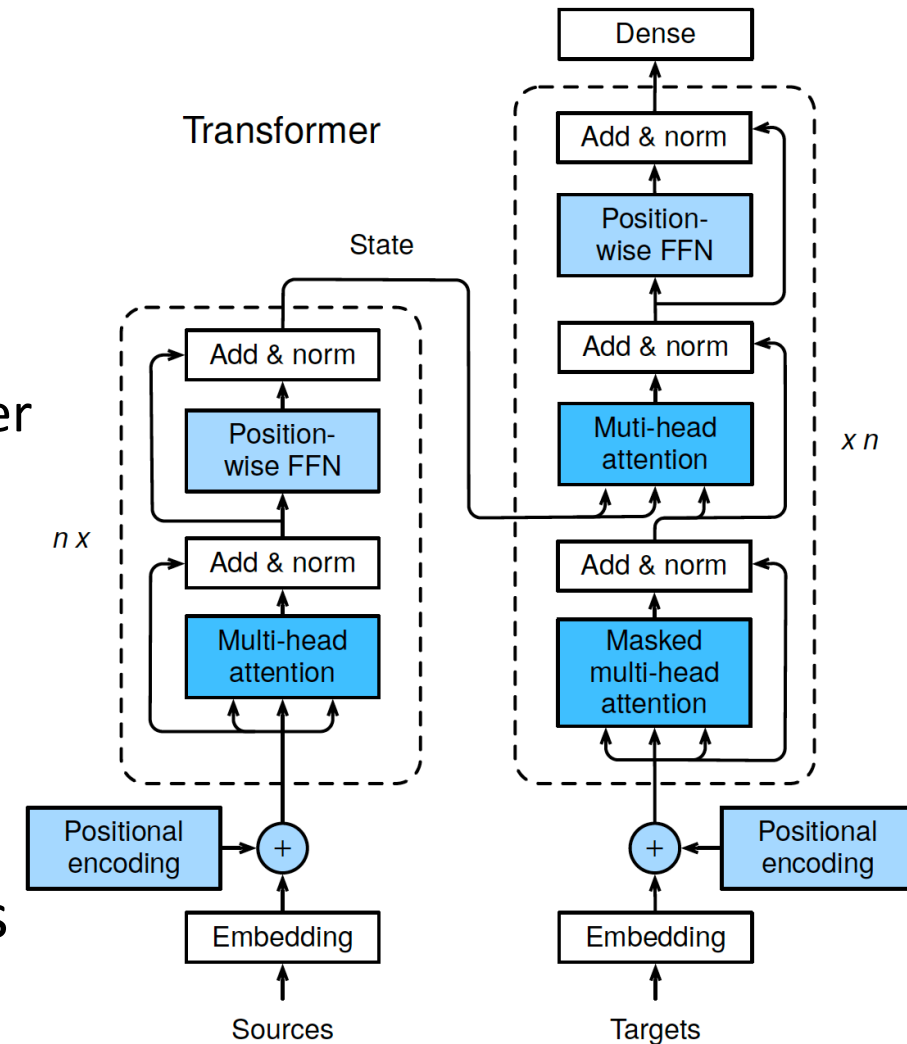 Dense
Transformer
Add & norm
Position-
wise FFN
State
Add & norm
Add & norm
er
Muti-head
attention
x n
Position-
wise FFN
n x
Add & norm
Add & norm
Multi-head
attention
Masked
multi-head
attention
Positional
encoding
+
+
Positional
encoding
s
Embedding
Embedding
Sources
Targets